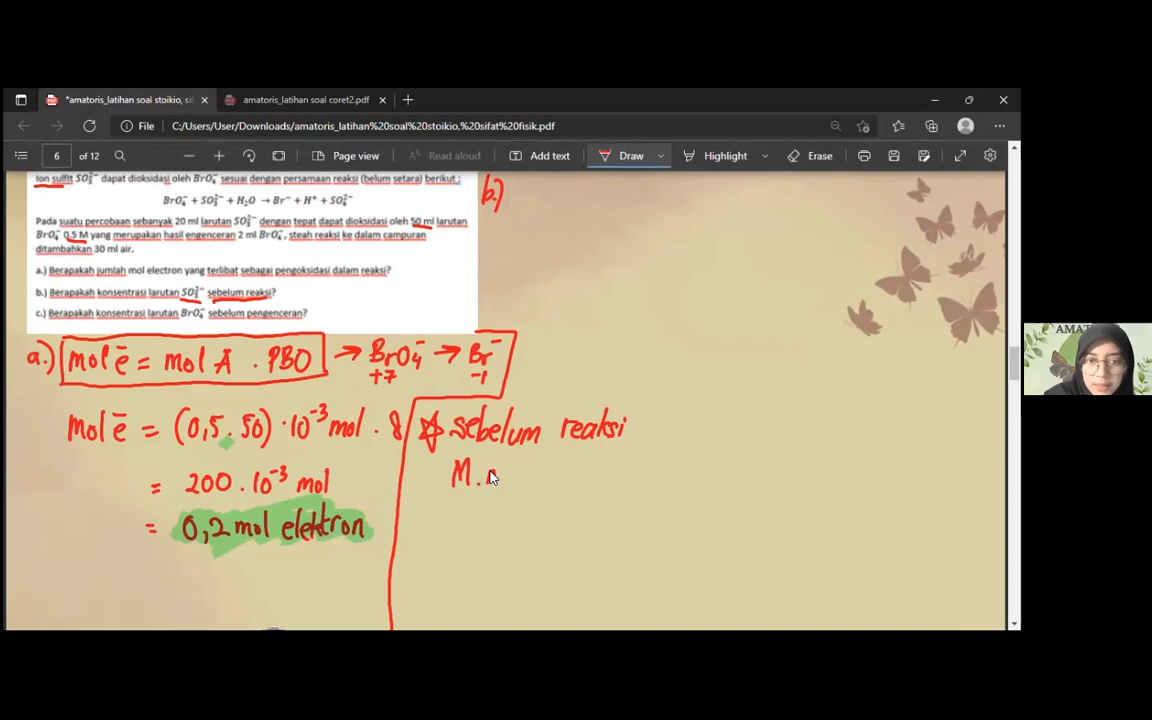 *amatoris_latihan soal stoikio, si
amatoris_latihan soal coret2.pdf
File
C:/Users/User/Downloads/amatoris_latihan%20soal%20stoikio,%20sifat%20fisik.pdf
6 of 12
Page view
Read aloud
Add text
Draw
Highlight
Erase
Ion sulfit SO₃²⁻ dapat dioksidasi oleh BrO₄⁻ sesuai dengan persamaan reaksi (belum setara) berikut :
BrO₄⁻ + SO₃²⁻ + H₂O → Br⁻ + H⁺ + SO₄²⁻
Pada suatu percobaan sebanyak 20 ml larutan SO₃²⁻ dengan tepat dapat dioksidasi oleh 50 ml larutan
BrO₄⁻ 0,5 M yang merupakan hasil engenceran 2 ml BrO₄⁻, steah reaksi ke dalam campuran
ditambahkan 30 ml air.
a.) Berapakah jumlah mol electron yang terlibat sebagai pengoksidasi dalam reaksi?
b.) Berapakah konsentrasi larutan SO₃²⁻ sebelum reaksi?
c.) Berapakah konsentrasi larutan BrO₄⁻ sebelum pengenceran?
b.)
a.) mol ē = mol A . PBO → BrO₄⁻ → Br⁻
+7 -1
Mol ē = (0,5 . 50) . 10⁻³ mol . 8
= 200 . 10⁻³ mol
= 0,2 mol elektron
☆ sebelum reaksi
M .
AMAT